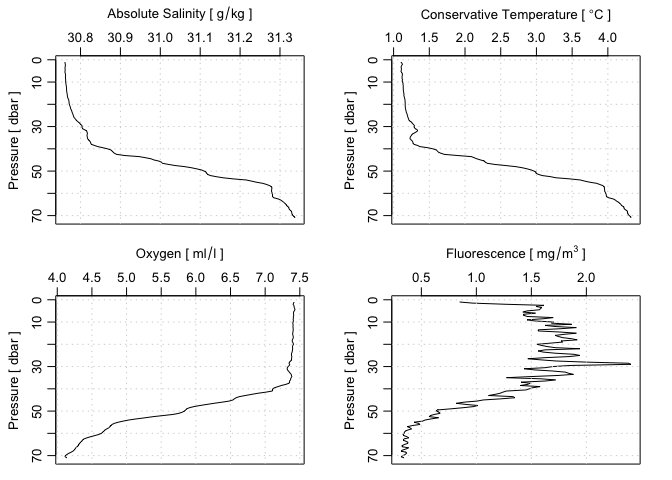 Absolute Salinity [ g/kg ]
30.8 30.9 31.0 31.1 31.2 31.3
Pressure [ dbar ]
0
10
30
50
70
Conservative Temperature [ °C ]
1.0 1.5 2.0 2.5 3.0 3.5 4.0
Pressure [ dbar ]
0
10
30
50
70
Oxygen [ ml/l ]
4.0 4.5 5.0 5.5 6.0 6.5 7.0 7.5
Pressure [ dbar ]
0
10
30
50
70
Fluorescence [ mg/m³ ]
0.5 1.0 1.5 2.0
Pressure [ dbar ]
0
10
30
50
70